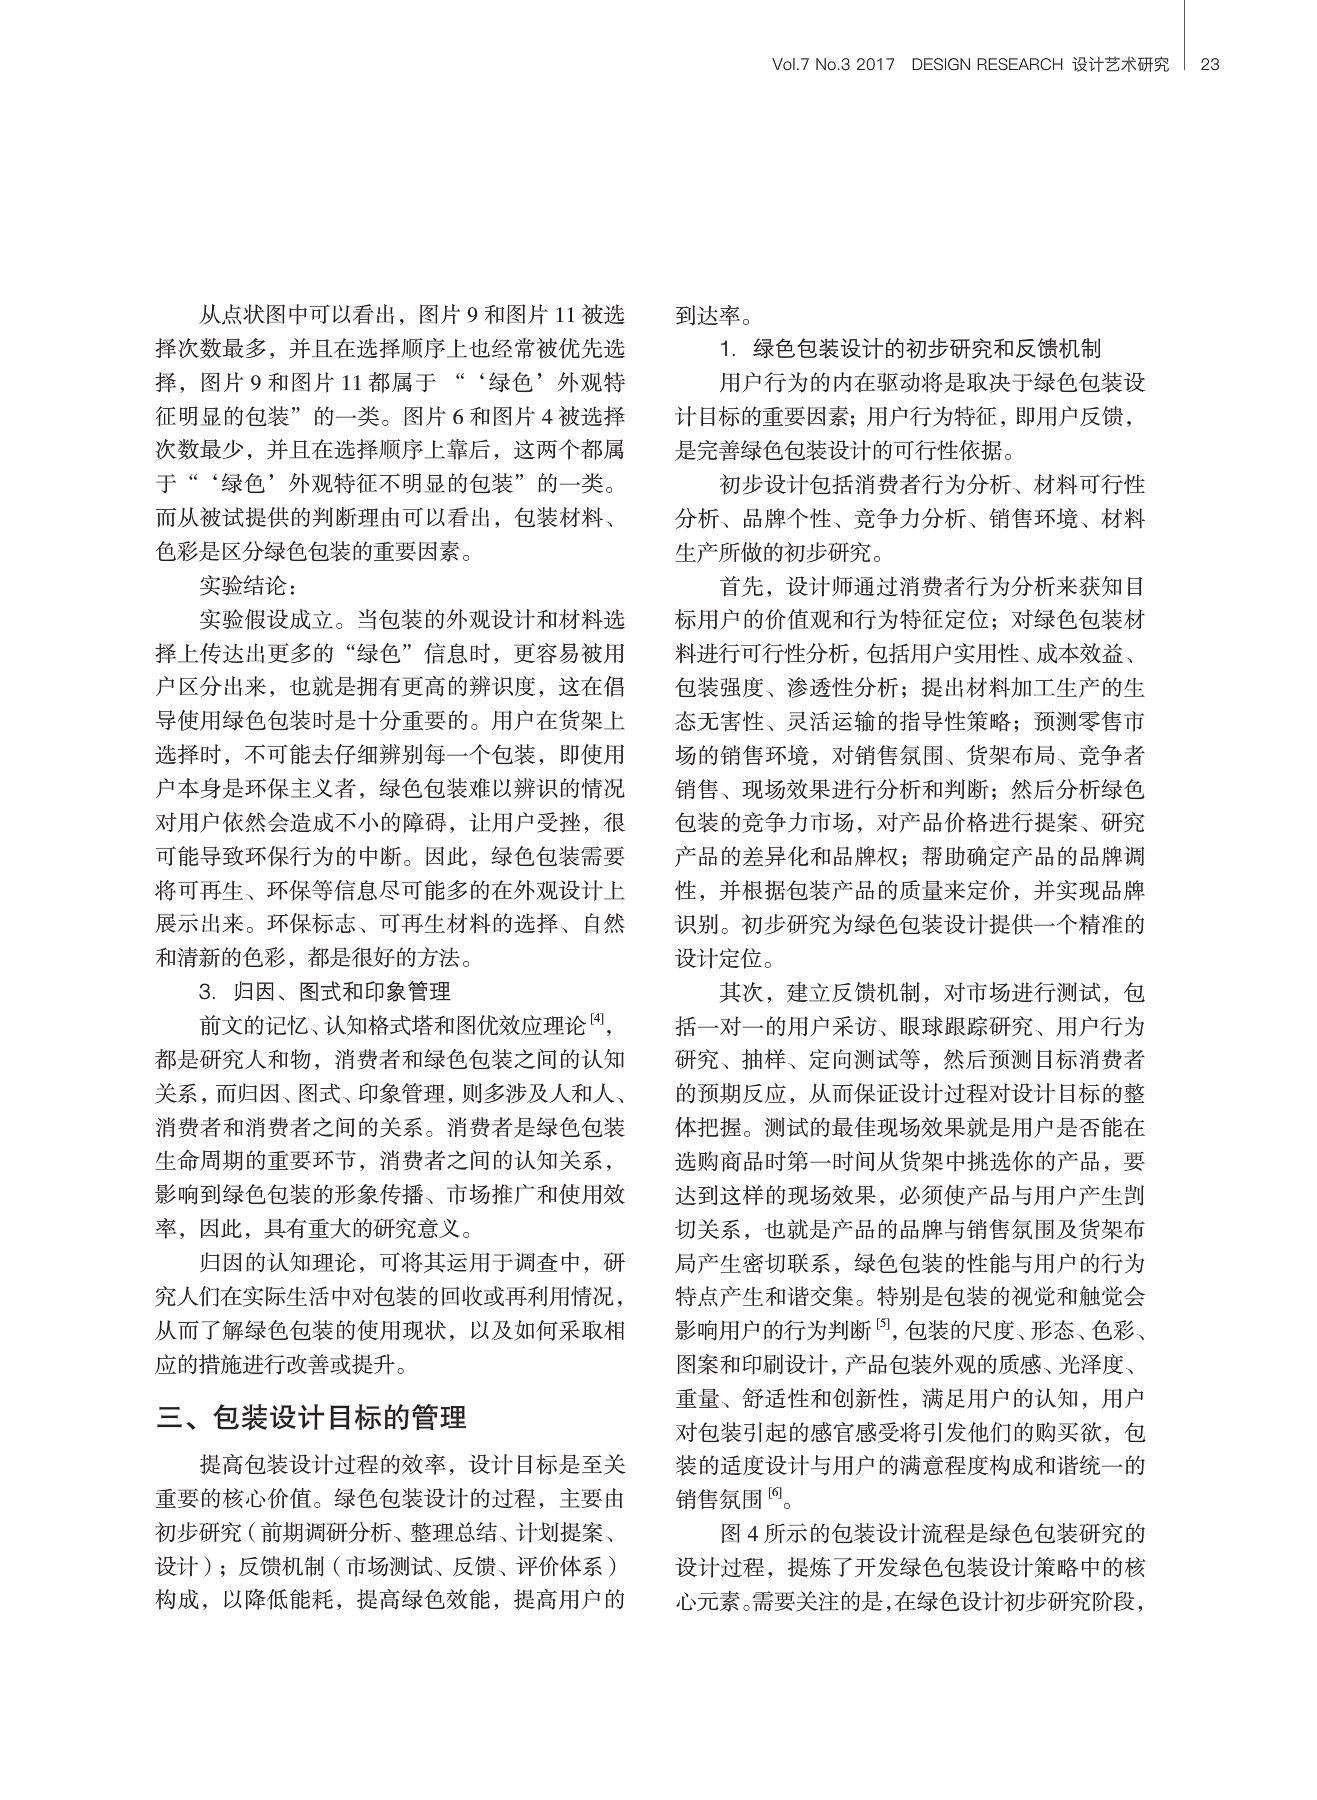 Vol.7 No.3 2017 DESIGN RESEARCH 设计艺术研究 23
从点状图中可以看出，图片 9 和图片 11 被选
择次数最多，并且在选择顺序上也经常被优先选
择，图片 9 和图片 11 都属于 “‘绿色’外观特
征明显的包装”的一类。图片 6 和图片 4 被选择
次数最少，并且在选择顺序上靠后，这两个都属
于“‘绿色’外观特征不明显的包装”的一类。
而从被试提供的判断理由可以看出，包装材料、
色彩是区分绿色包装的重要因素。
实验结论：
实验假设成立。当包装的外观设计和材料选
择上传达出更多的“绿色”信息时，更容易被用
户区分出来，也就是拥有更高的辨识度，这在倡
导使用绿色包装时是十分重要的。用户在货架上
选择时，不可能去仔细辨别每一个包装，即使用
户本身是环保主义者，绿色包装难以辨识的情况
对用户依然会造成不小的障碍，让用户受挫，很
可能导致环保行为的中断。因此，绿色包装需要
将可再生、环保等信息尽可能多的在外观设计上
展示出来。环保标志、可再生材料的选择、自然
和清新的色彩，都是很好的方法。
3. 归因、图式和印象管理
前文的记忆、认知格式塔和图优效应理论[4]，
都是研究人和物，消费者和绿色包装之间的认知
关系，而归因、图式、印象管理，则多涉及人和人、
消费者和消费者之间的关系。消费者是绿色包装
生命周期的重要环节，消费者之间的认知关系，
影响到绿色包装的形象传播、市场推广和使用效
率，因此，具有重大的研究意义。
归因的认知理论，可将其运用于调查中，研
究人们在实际生活中对包装的回收或再利用情况，
从而了解绿色包装的使用现状，以及如何采取相
应的措施进行改善或提升。
三、包装设计目标的管理
提高包装设计过程的效率，设计目标是至关
重要的核心价值。绿色包装设计的过程，主要由
初步研究（前期调研分析、整理总结、计划提案、
设计）；反馈机制（市场测试、反馈、评价体系）
构成，以降低能耗，提高绿色效能，提高用户的
到达率。
1. 绿色包装设计的初步研究和反馈机制
用户行为的内在驱动将是取决于绿色包装设
计目标的重要因素；用户行为特征，即用户反馈，
是完善绿色包装设计的可行性依据。
初步设计包括消费者行为分析、材料可行性
分析、品牌个性、竞争力分析、销售环境、材料
生产所做的初步研究。
首先，设计师通过消费者行为分析来获知目
标用户的价值观和行为特征定位；对绿色包装材
料进行可行性分析，包括用户实用性、成本效益、
包装强度、渗透性分析；提出材料加工生产的生
态无害性、灵活运输的指导性策略；预测零售市
场的销售环境，对销售氛围、货架布局、竞争者
销售、现场效果进行分析和判断；然后分析绿色
包装的竞争力市场，对产品价格进行提案、研究
产品的差异化和品牌权；帮助确定产品的品牌调
性，并根据包装产品的质量来定价，并实现品牌
识别。初步研究为绿色包装设计提供一个精准的
设计定位。
其次，建立反馈机制，对市场进行测试，包
括一对一的用户采访、眼球跟踪研究、用户行为
研究、抽样、定向测试等，然后预测目标消费者
的预期反应，从而保证设计过程对设计目标的整
体把握。测试的最佳现场效果就是用户是否能在
选购商品时第一时间从货架中挑选你的产品，要
达到这样的现场效果，必须使产品与用户产生剀
切关系，也就是产品的品牌与销售氛围及货架布
局产生密切联系，绿色包装的性能与用户的行为
特点产生和谐交集。特别是包装的视觉和触觉会
影响用户的行为判断[5]，包装的尺度、形态、色彩、
图案和印刷设计，产品包装外观的质感、光泽度、
重量、舒适性和创新性，满足用户的认知，用户
对包装引起的感官感受将引发他们的购买欲，包
装的适度设计与用户的满意程度构成和谐统一的
销售氛围[6]。
图 4 所示的包装设计流程是绿色包装研究的
设计过程，提炼了开发绿色包装设计策略中的核
心元素。需要关注的是，在绿色设计初步研究阶段，